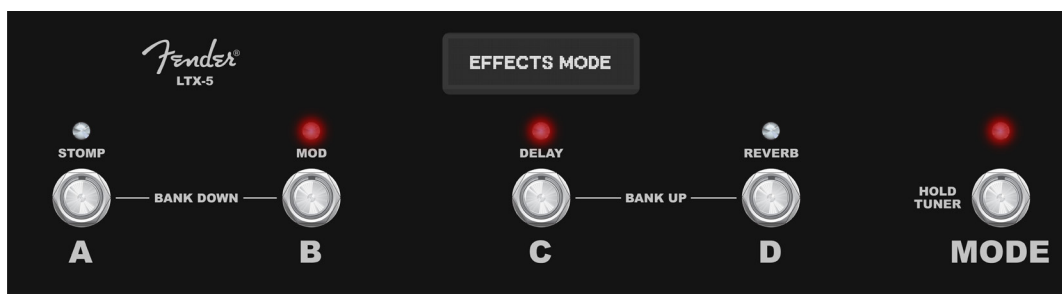 Fender®
LTX-5
EFFECTS MODE
STOMP
MOD
DELAY
REVERB
BANK DOWN
BANK UP
HOLD
TUNER
A
B
C
D
MODE